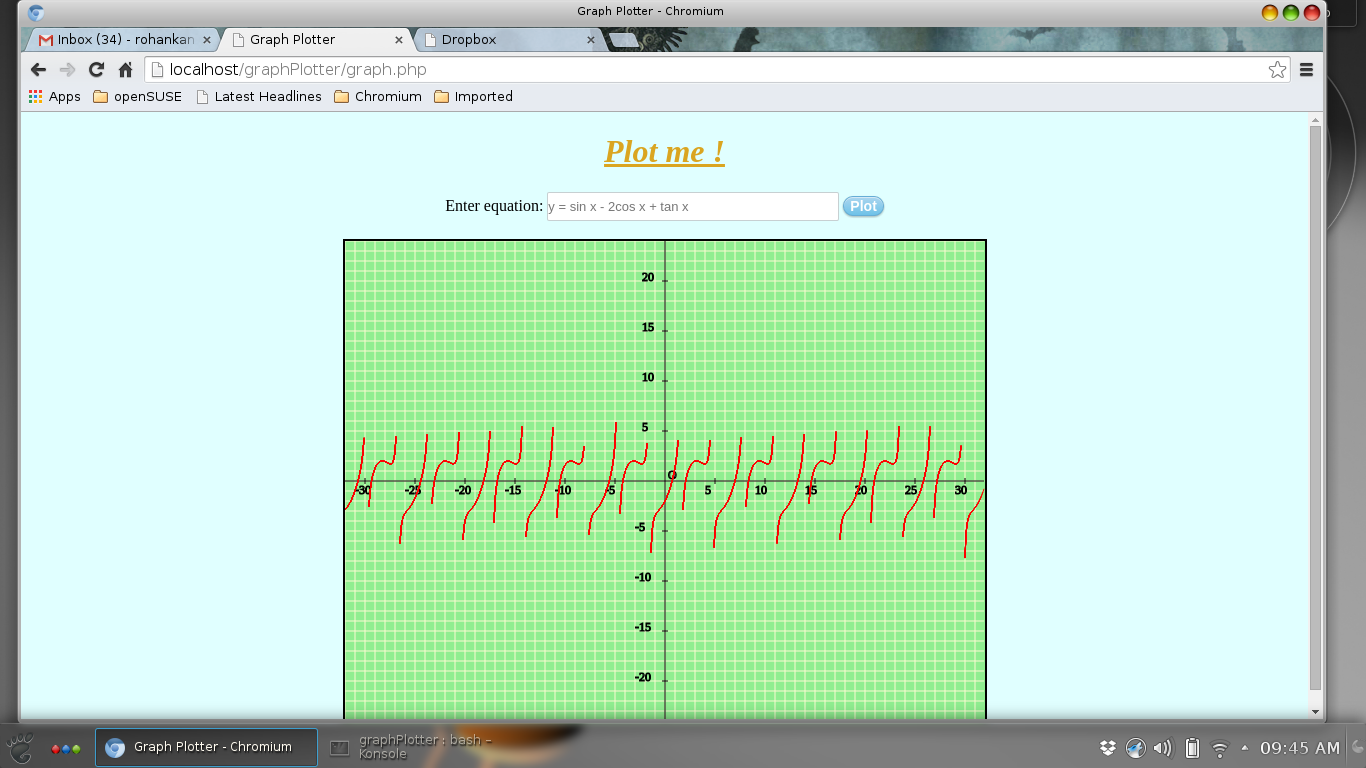 Graph Plotter - Chromium
Inbox (34) - rohankan
Graph Plotter
Dropbox
localhost/graphPlotter/graph.php
Apps openSUSE Latest Headlines Chromium Imported
Plot me !
Enter equation: y = sin x - 2cos x + tan x Plot
20
15
10
5
O
-30 -25 -20 -15 -10 -5 5 10 15 20 25 30
-5
-10
-15
-20
Graph Plotter - Chromium
graphPlotter : bash –
Konsole
09:45 AM